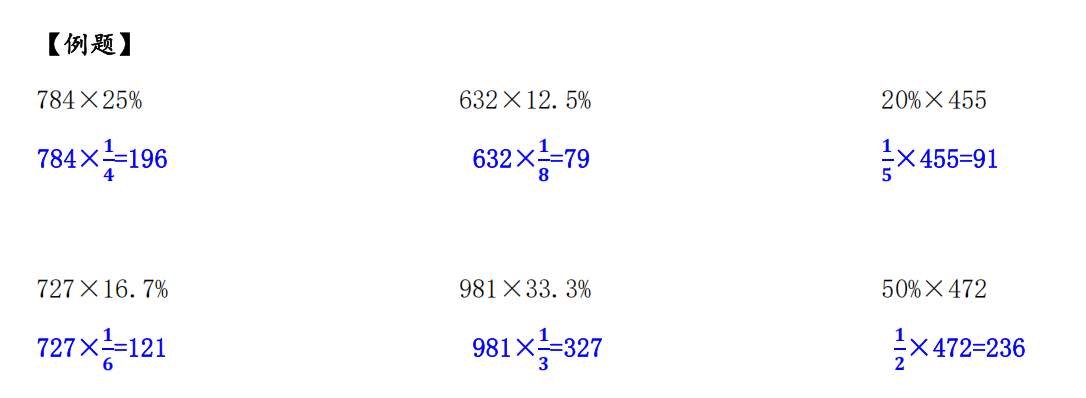 【例题】
784×25% 632×12.5% 20%×455
784×1/4=196 632×1/8=79 1/5×455=91
727×16.7% 981×33.3% 50%×472
727×1/6=121 981×1/3=327 1/2×472=236